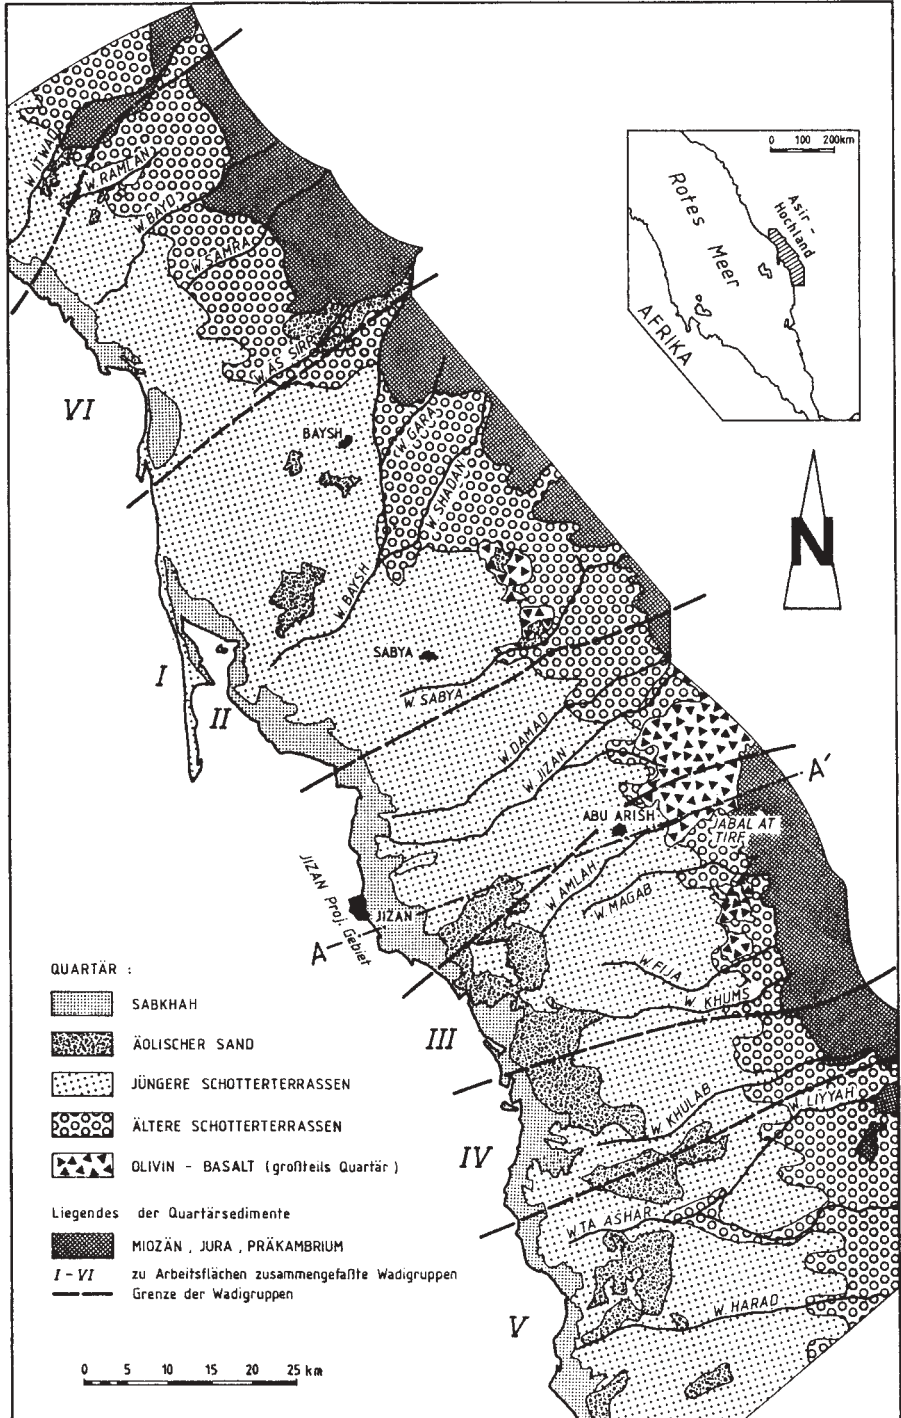 W. ITWAD
W. RAMLAN
W. BAYD
W. SAMRA
W. AS SIRR
VI
BAYSH
W. GARA
W. SHADAN
W. BAYSH
I
II
SABYA
W. SABYA
W. DAMAD
W. JIZAN
A'
ABU ARISH
JABAL AT
TIRF
W. AMLAH
W. MAGAB
JIZAN
JIZAN Proj. Gebiet
A
W. FIJA
W. KHUMS
III
W. KHULAB
W. LIYYAH
IV
W. TA ASHAR
W. HARAD
V
0 100 200km
Rotes
Meer
Asir -
Hochland
AFRIKA
N
QUARTÄR :
SABKHAH
ÄOLISCHER SAND
JÜNGERE SCHOTTERTERRASSEN
ÄLTERE SCHOTTERTERRASSEN
OLIVIN - BASALT (großteils Quartär)
Liegendes der Quartärsedimente
MIOZÄN , JURA , PRÄKAMBRIUM
I - VI zu Arbeitsflächen zusammengefaßte Wadigruppen
Grenze der Wadigruppen
0 5 10 15 20 25 km